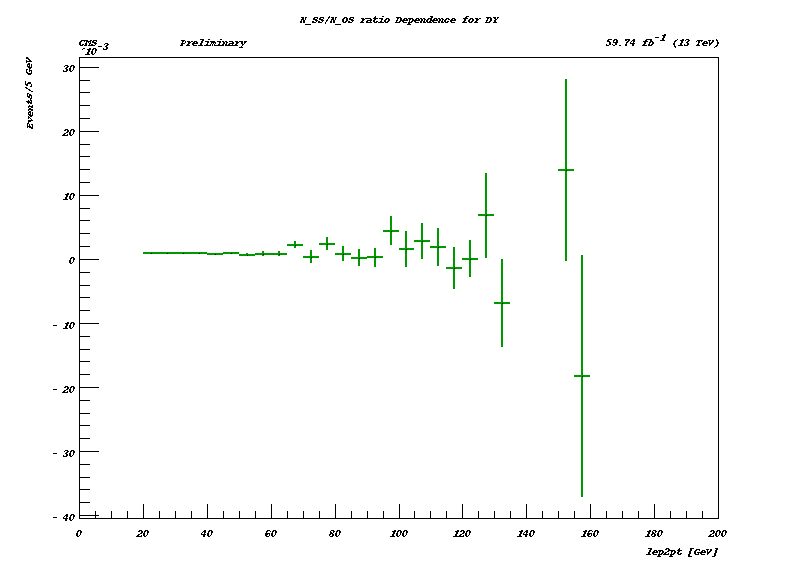 N_SS/N_OS ratio Dependence for DY
CMS Preliminary 59.74 fb^-1 (13 TeV)
^10-3
Events/5 GeV
30
20
10
0
- 10
- 20
- 30
- 40
0 20 40 60 80 100 120 140 160 180 200
lep2pt [GeV]